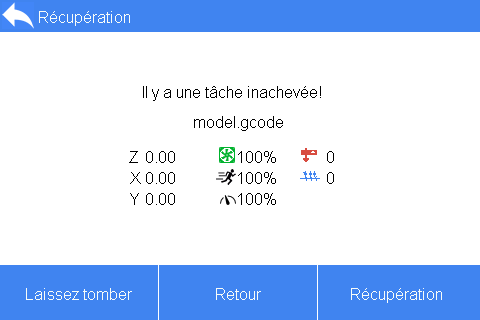 Récupération
Il y a une tâche inachevée!
model.gcode
Z 0.00 100% 0
X 0.00 100% 0
Y 0.00 100%
Laissez tomber Retour Récupération